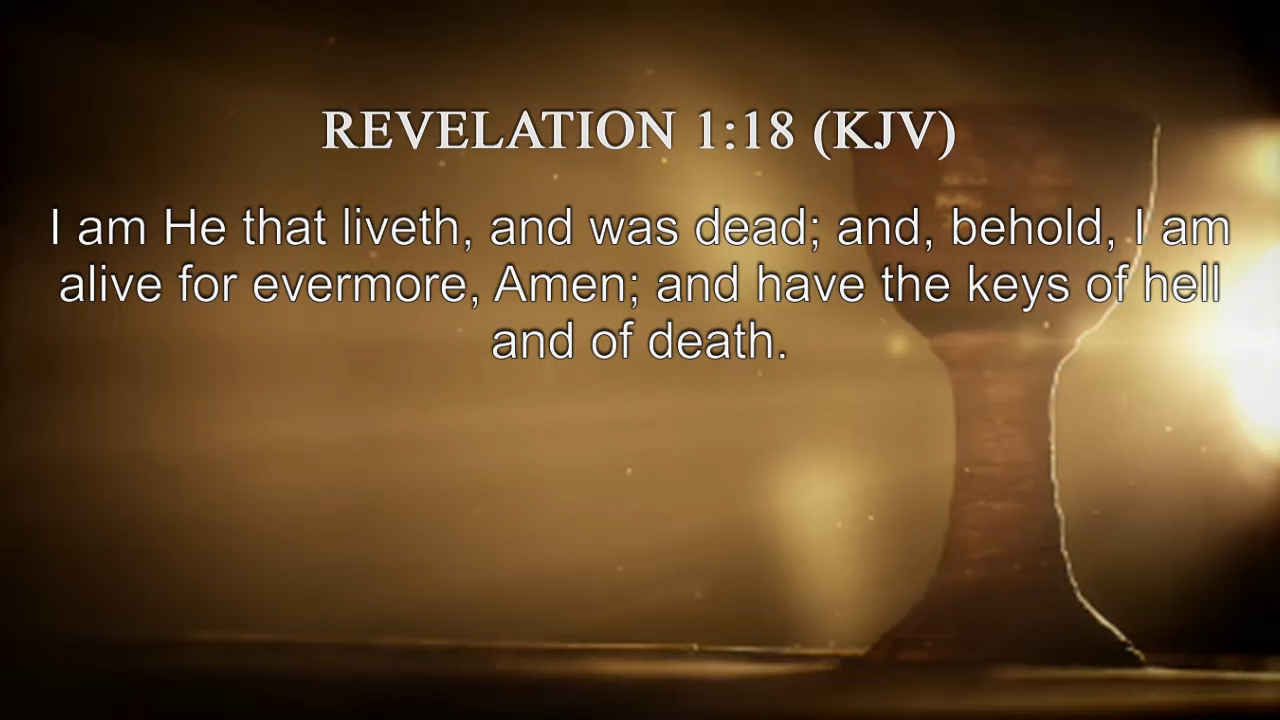 REVELATION 1:18 (KJV)
I am He that liveth, and was dead; and, behold, I am
alive for evermore, Amen; and have the keys of hell
and of death.